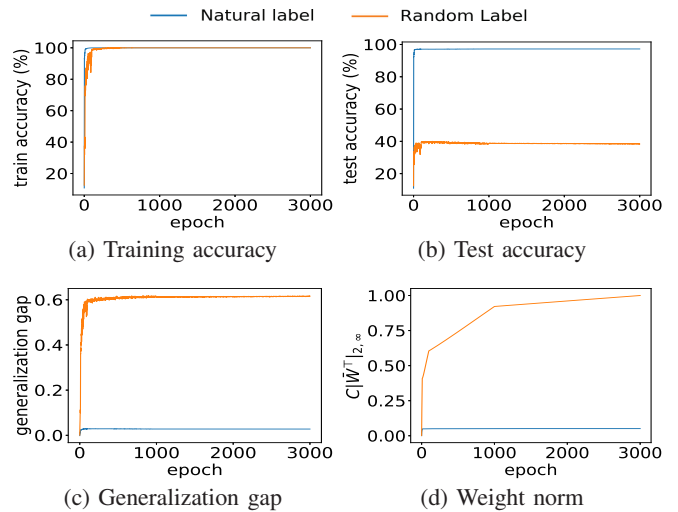 Natural label Random Label
train accuracy (%)
100
80
60
40
20
0 1000 2000 3000
epoch
(a) Training accuracy
test accuracy (%)
100
80
60
40
20
0 1000 2000 3000
epoch
(b) Test accuracy
generalization gap
0.6
0.4
0.2
0.0
0 1000 2000 3000
epoch
(c) Generalization gap
C|W̄ᵀ|₂,∞
1.00
0.75
0.50
0.25
0.00
0 1000 2000 3000
epoch
(d) Weight norm